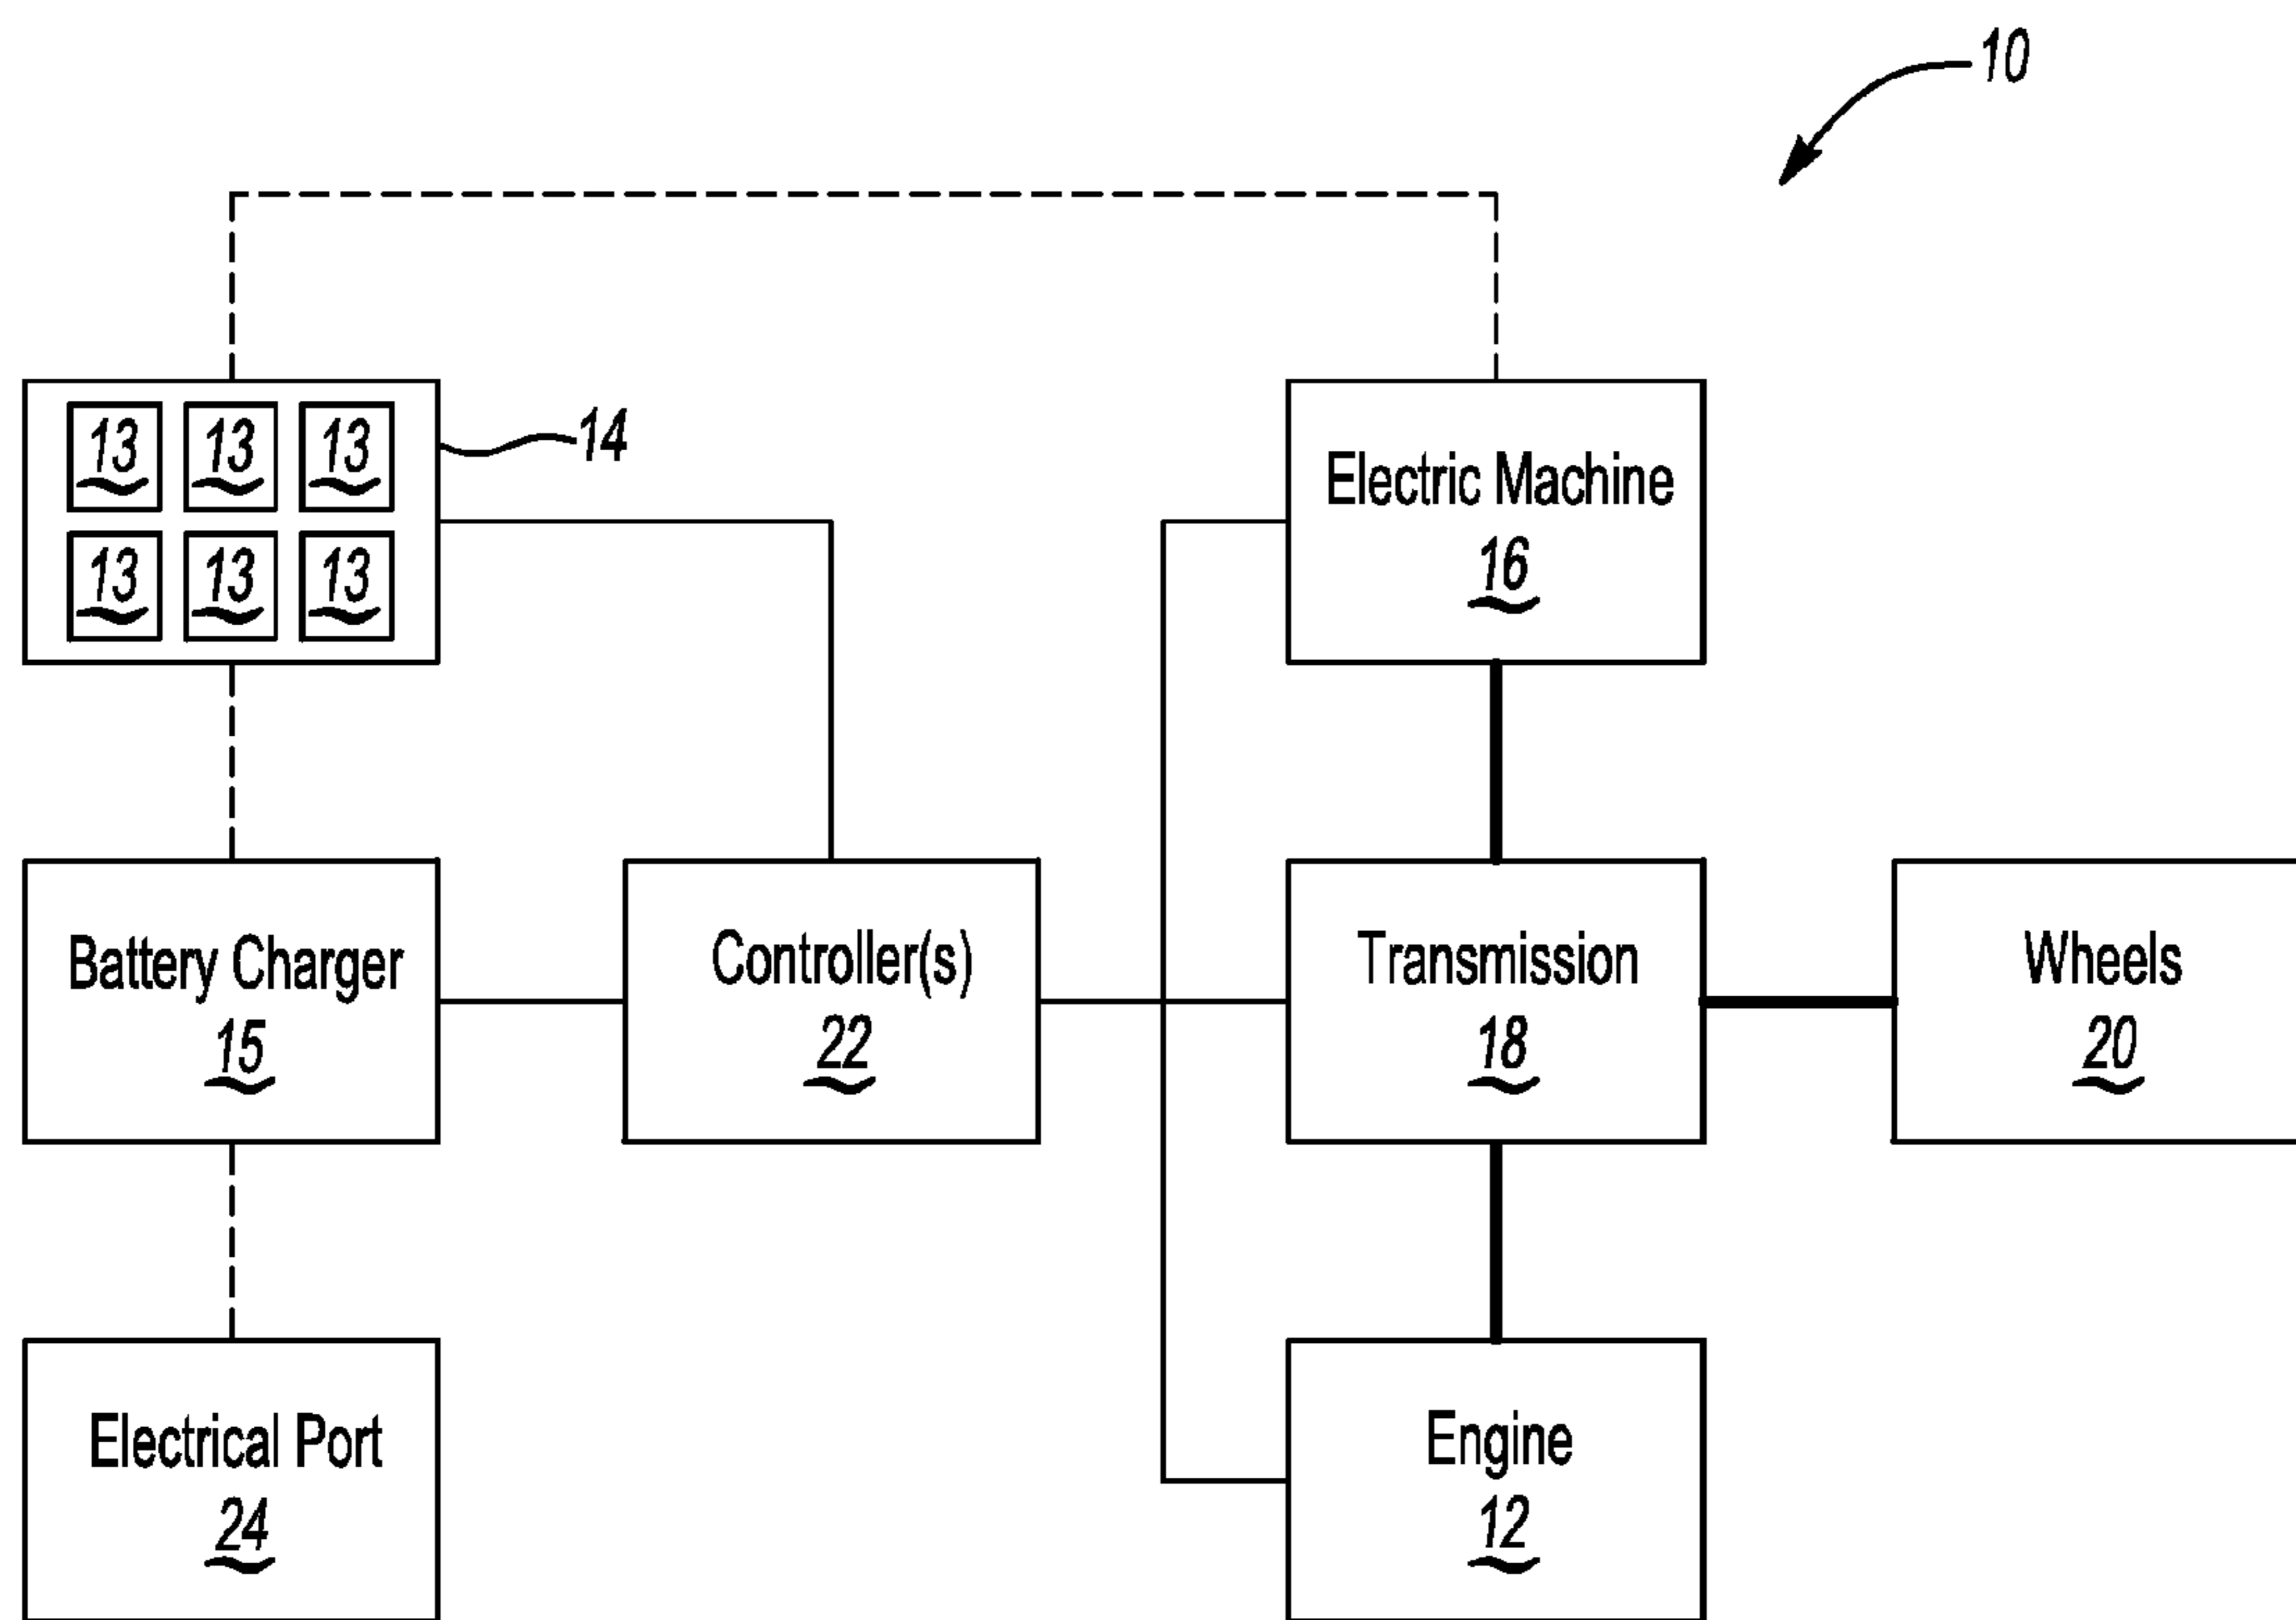 10
13 13 13
14
13 13 13
Electric Machine
16
Battery Charger
15
Controller(s)
22
Transmission
18
Wheels
20
Electrical Port
24
Engine
12